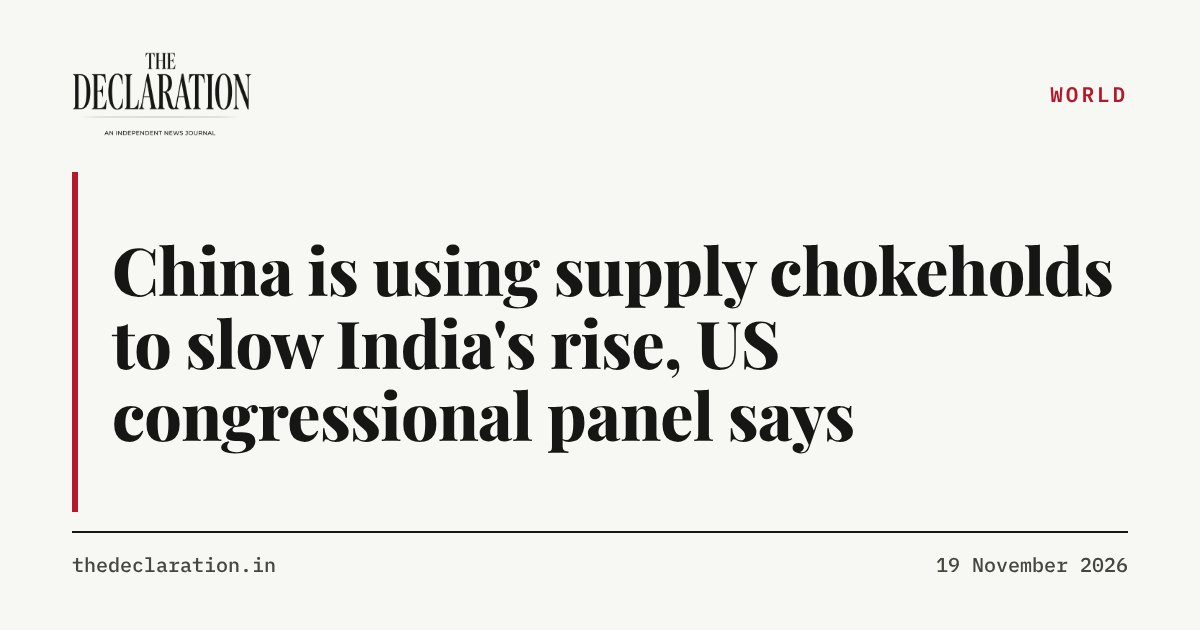 THE
DECLARATION
AN INDEPENDENT NEWS JOURNAL
WORLD
China is using supply chokeholds
to slow India's rise, US
congressional panel says
thedeclaration.in
19 November 2026